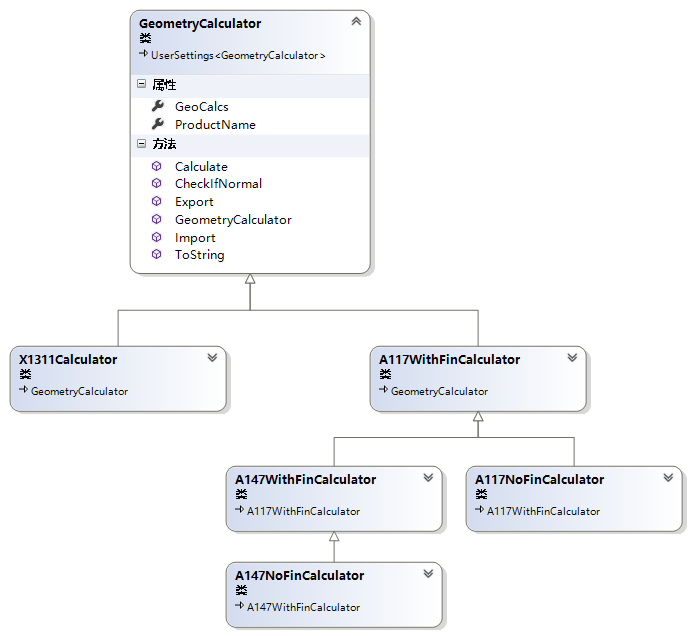 GeometryCalculator
类
UserSettings<GeometryCalculator>
属性
GeoCalcs
ProductName
方法
Calculate
CheckIfNormal
Export
GeometryCalculator
Import
ToString
X1311Calculator
类
GeometryCalculator
A117WithFinCalculator
类
GeometryCalculator
A147WithFinCalculator
类
A117WithFinCalculator
A117NoFinCalculator
类
A117WithFinCalculator
A147NoFinCalculator
类
A147WithFinCalculator